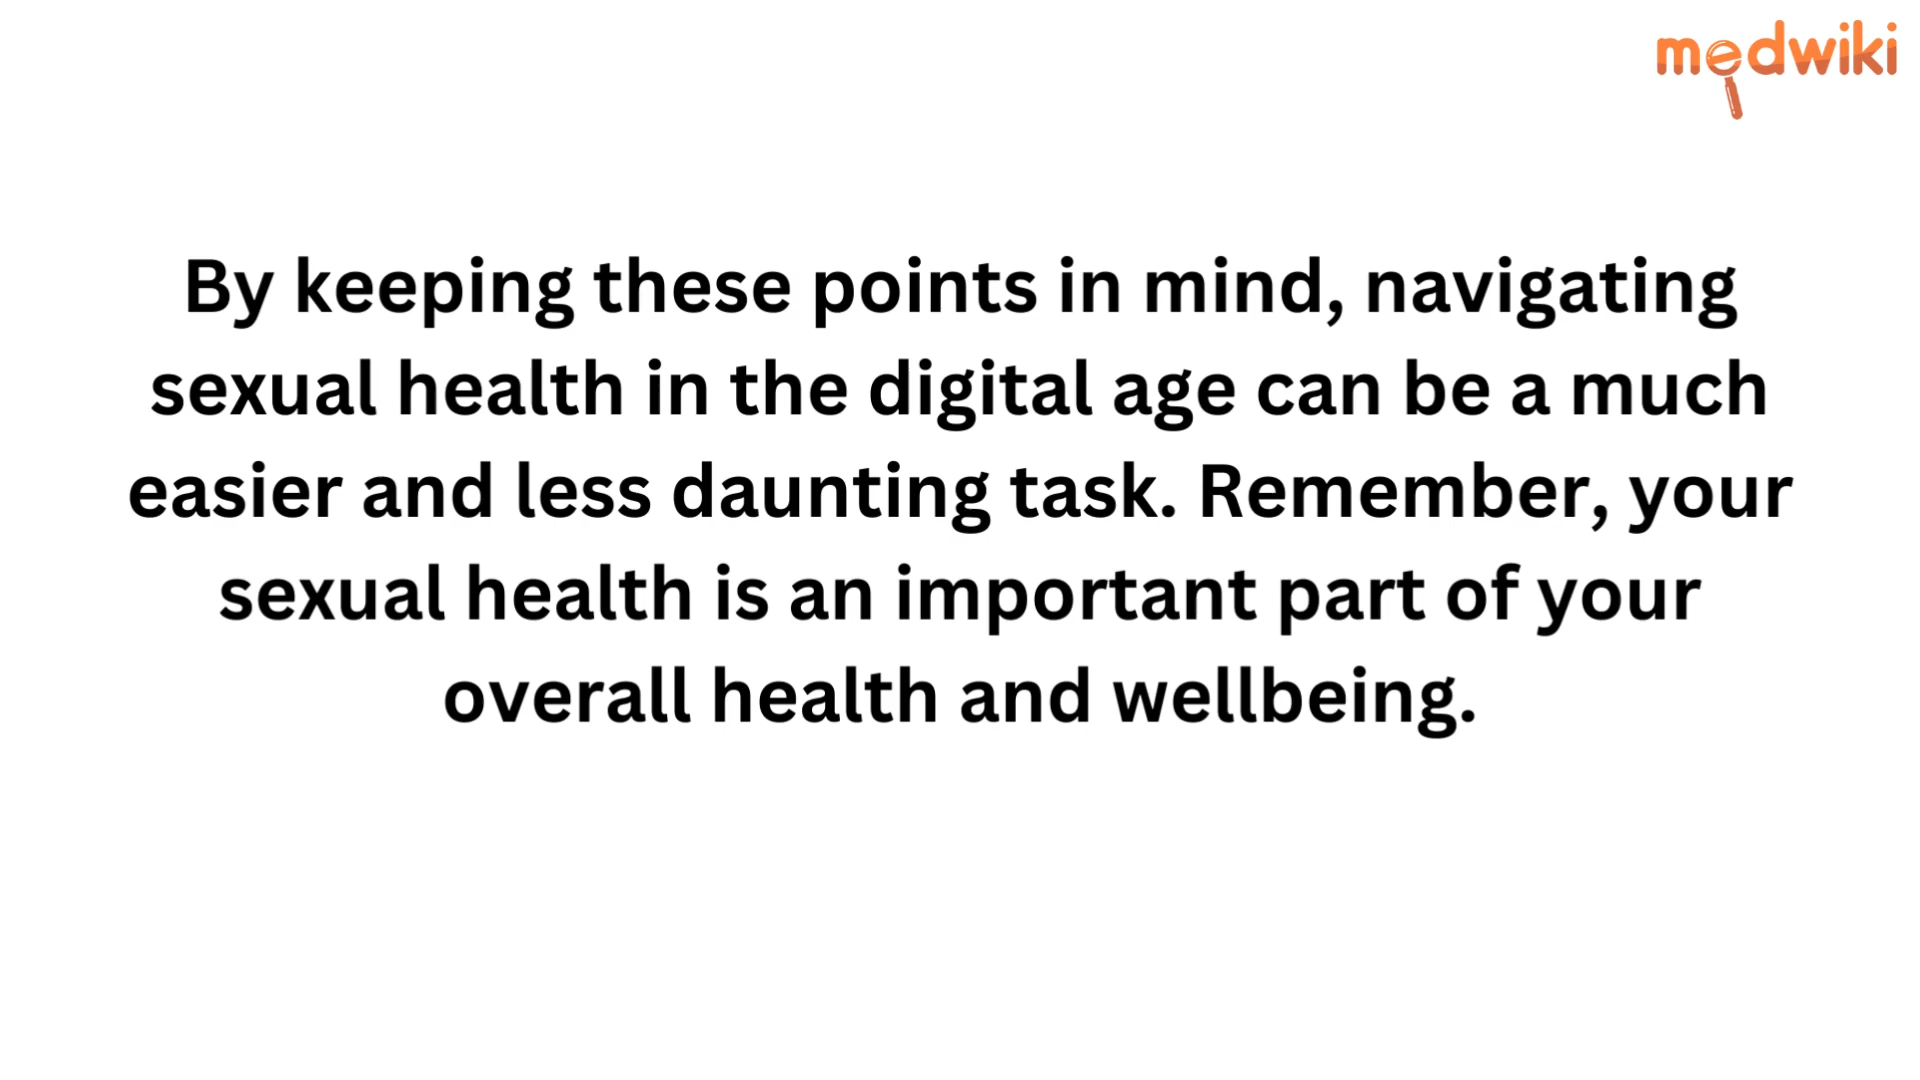 medwiki
By keeping these points in mind, navigating
sexual health in the digital age can be a much
easier and less daunting task. Remember, your
sexual health is an important part of your
overall health and wellbeing.